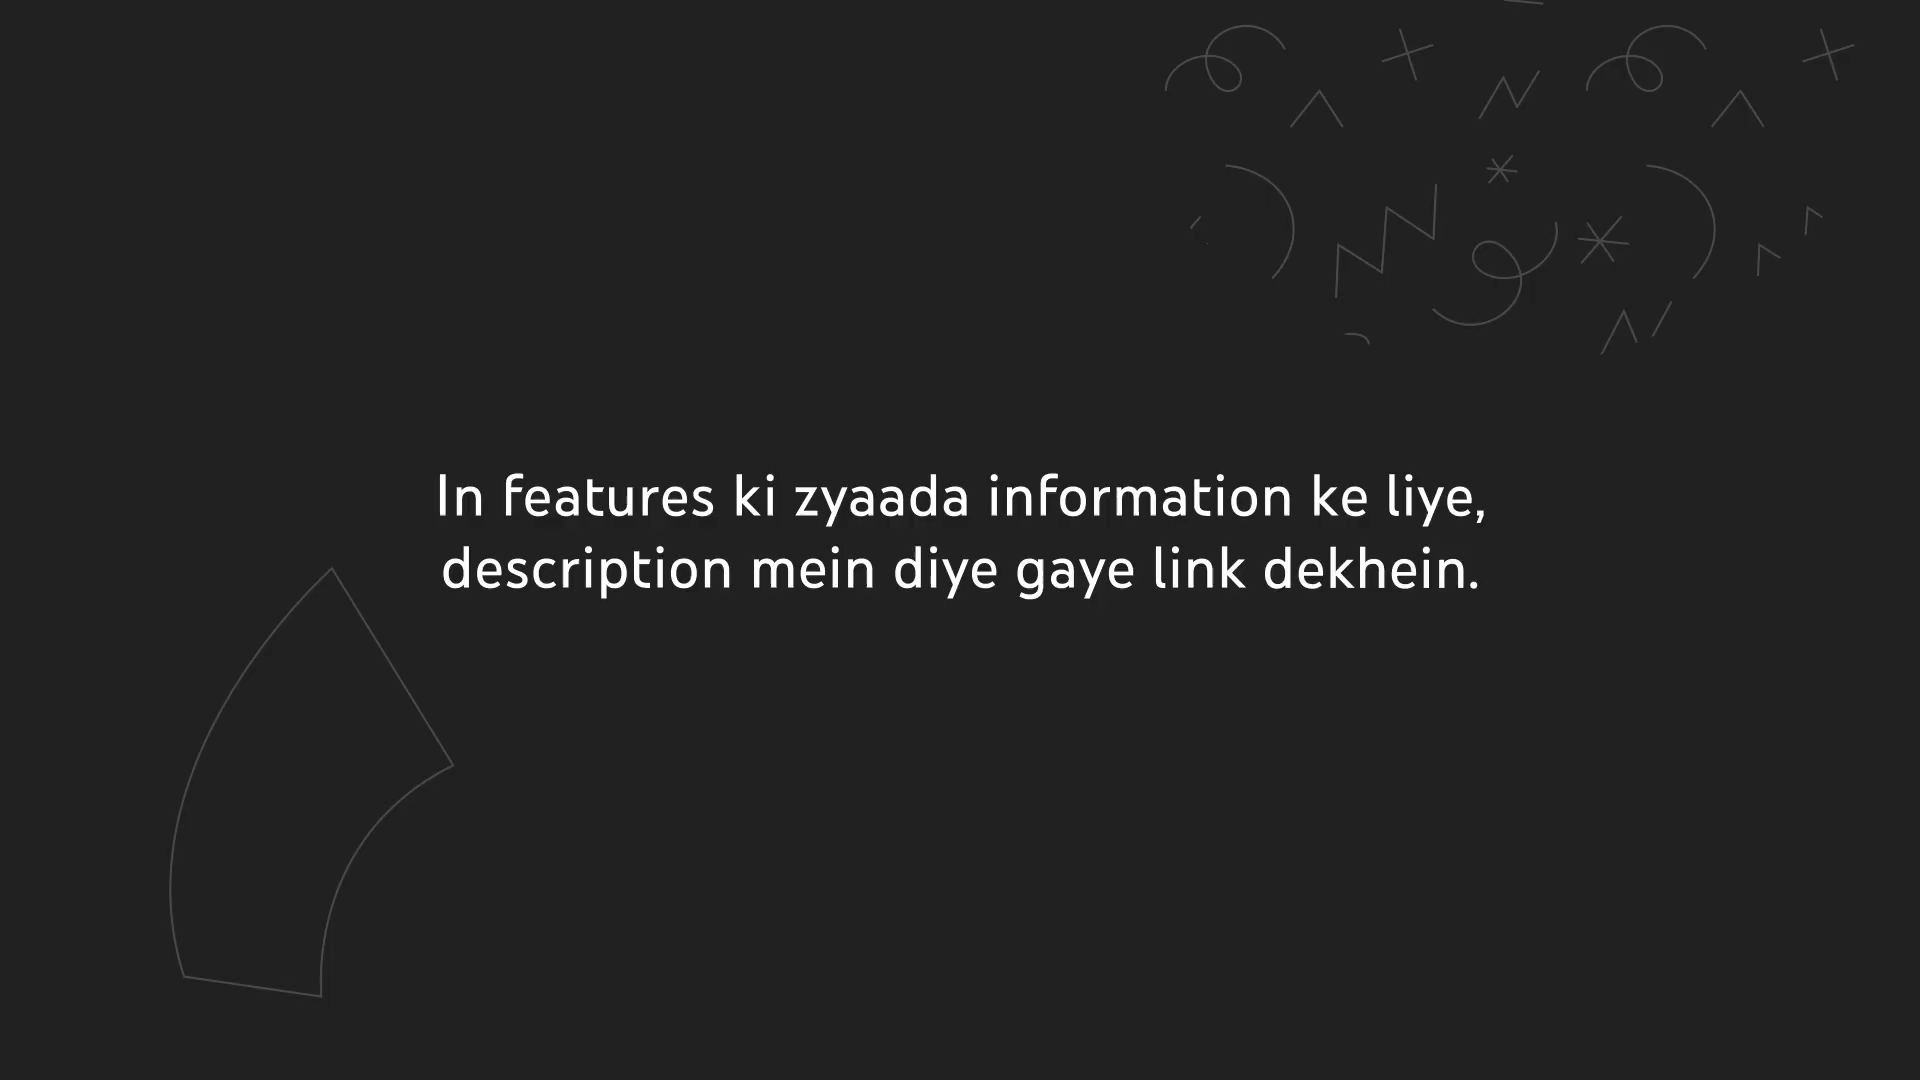 In features ki zyaada information ke liye,
description mein diye gaye link dekhein.